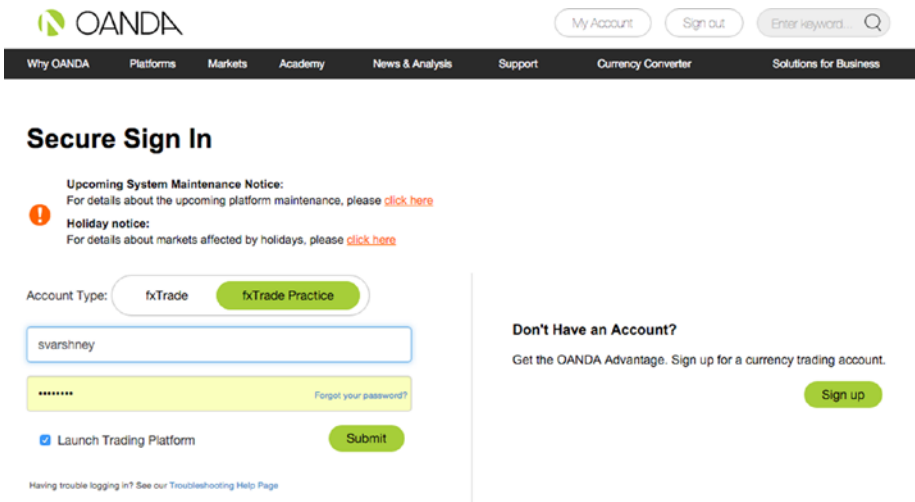 OANDA
My Account Sign out Enter keyword...
Why OANDA Platforms Markets Academy News & Analysis Support Currency Converter Solutions for Business
Secure Sign In
Upcoming System Maintenance Notice:
For details about the upcoming platform maintenance, please click here
Holiday notice:
For details about markets affected by holidays, please click here
Account Type: fxTrade fxTrade Practice
svarshney
•••••••• Forgot your password?
Launch Trading Platform Submit
Having trouble logging in? See our Troubleshooting Help Page
Don't Have an Account?
Get the OANDA Advantage. Sign up for a currency trading account.
Sign up